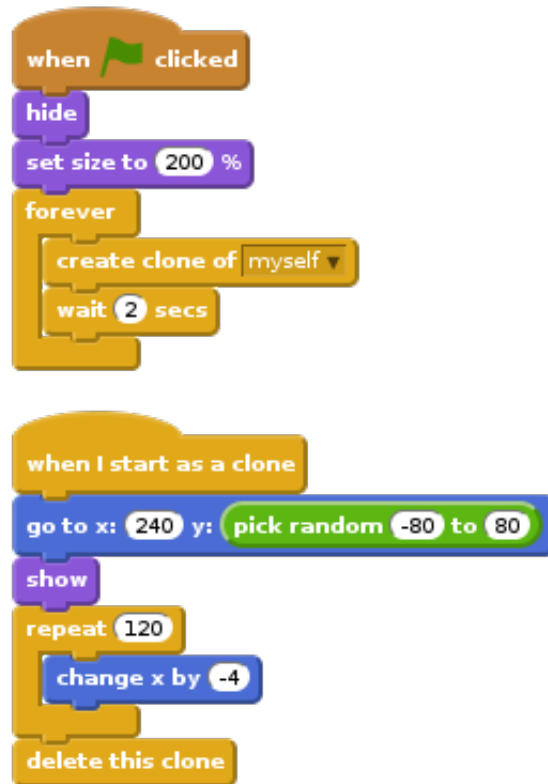 when clicked
hide
set size to 200 %
forever
create clone of myself
wait 2 secs
when I start as a clone
go to x: 240 y: pick random -80 to 80
show
repeat 120
change x by -4
delete this clone